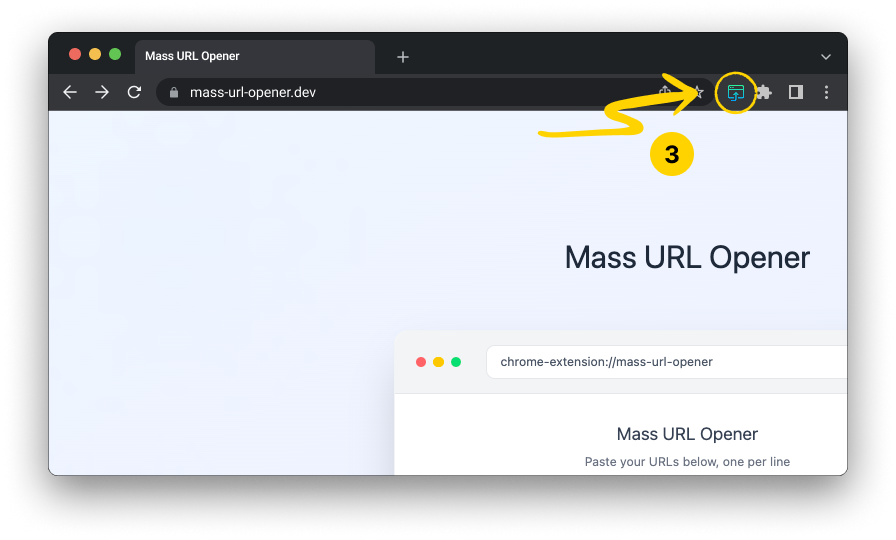 Mass URL Opener
mass-url-opener.dev
3
Mass URL Opener
chrome-extension://mass-url-opener
Mass URL Opener
Paste your URLs below, one per line